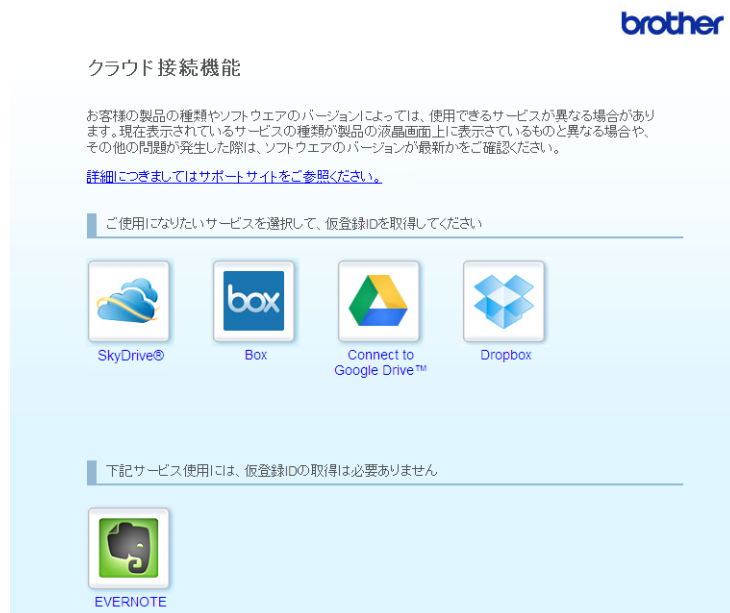 brother
クラウド接続機能
お客様の製品の種類やソフトウエアのバージョンによっては、使用できるサービスが異なる場合があり
ます。現在表示されているサービスの種類が製品の液晶画面上に表示さているものと異なる場合や、
その他の問題が発生した際は、ソフトウエアのバージョンが最新かをご確認ください。
詳細につきましてはサポートサイトをご参照ください。
ご使用になりたいサービスを選択して、仮登録IDを取得してください
box
SkyDrive®
Box
Connect to
Google Drive™
Dropbox
下記サービス使用には、仮登録IDの取得は必要ありません
EVERNOTE